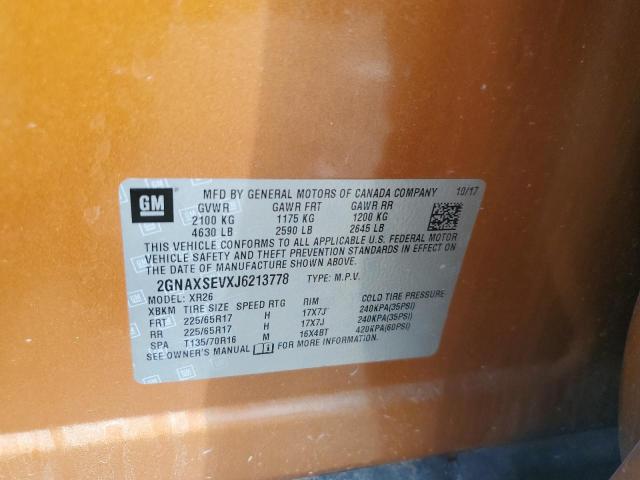 GM
MFD BY GENERAL MOTORS OF CANADA COMPANY 10/17
GVWR GAWR FRT GAWR RR
2100 KG 1175 KG 1200 KG
4630 LB 2590 LB 2645 LB
THIS VEHICLE CONFORMS TO ALL APPLICABLE U.S. FEDERAL MOTOR
VEHICLE SAFETY AND THEFT PREVENTION STANDARDS IN EFFECT ON
THE DATE OF MANUFACTURE SHOWN ABOVE.
2GNAXSEVXJ6213778 TYPE: M.P.V.
MODEL: XR26
XBKM TIRE SIZE SPEED RTG RIM COLD TIRE PRESSURE
FRT 225/65R17 H 17X7J 240KPA(35PSI)
RR 225/65R17 H 17X7J 240KPA(35PSI)
SPA T135/70R16 M 16X4BT 420KPA(60PSI)
SEE OWNER'S MANUAL FOR MORE INFORMATION.